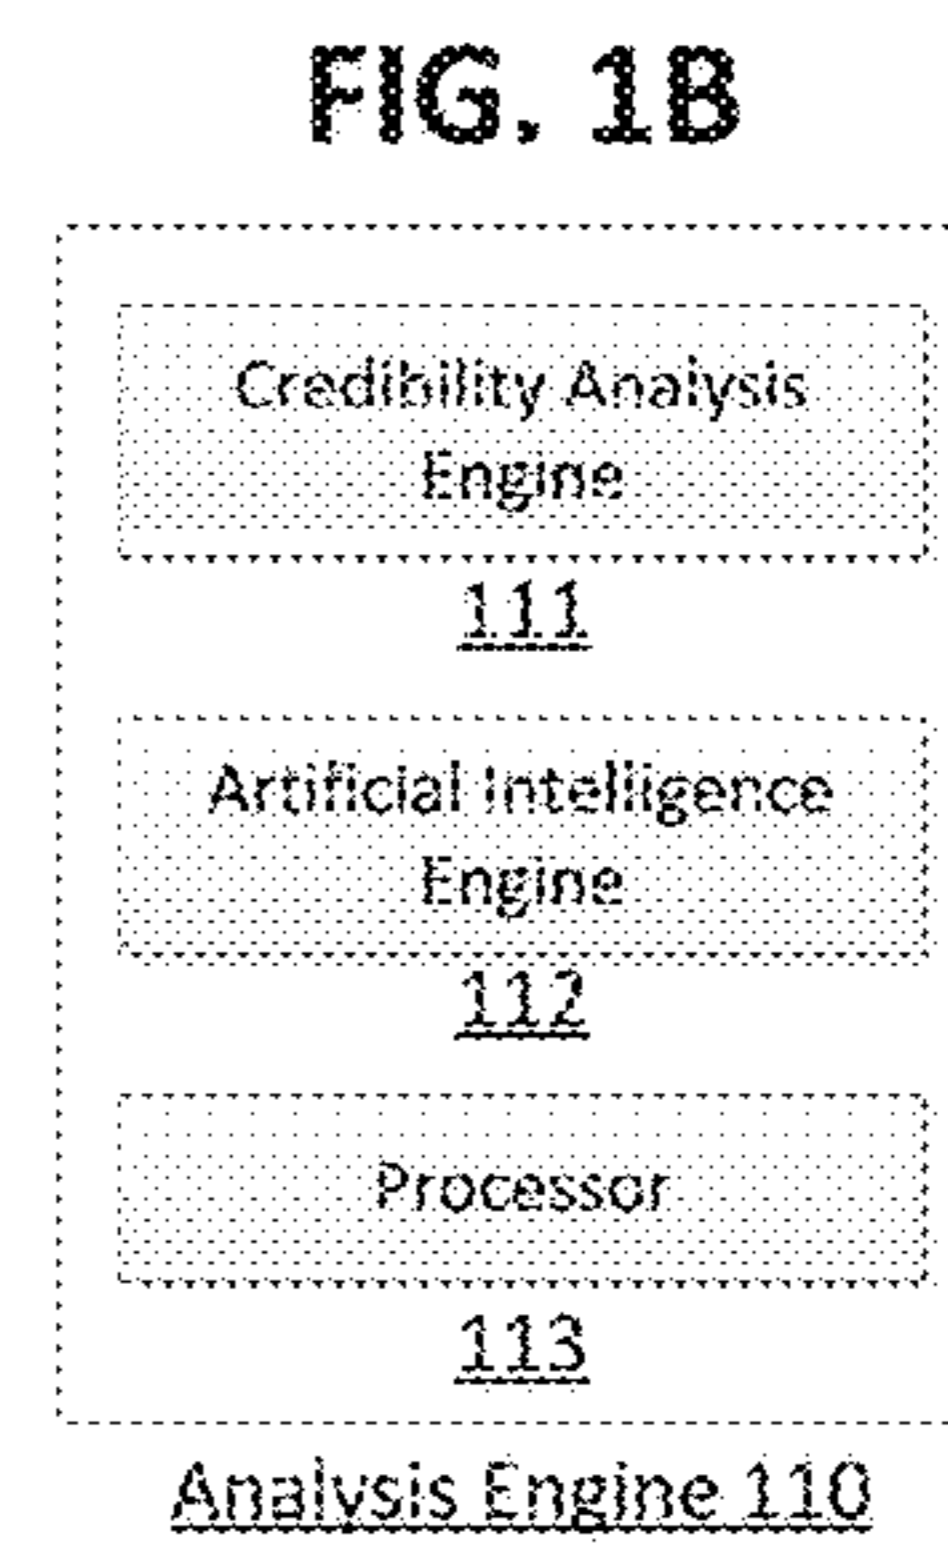 FIG. 1B
Credibility Analysis
Engine
111
Artificial Intelligence
Engine
112
Processor
113
Analysis Engine 110